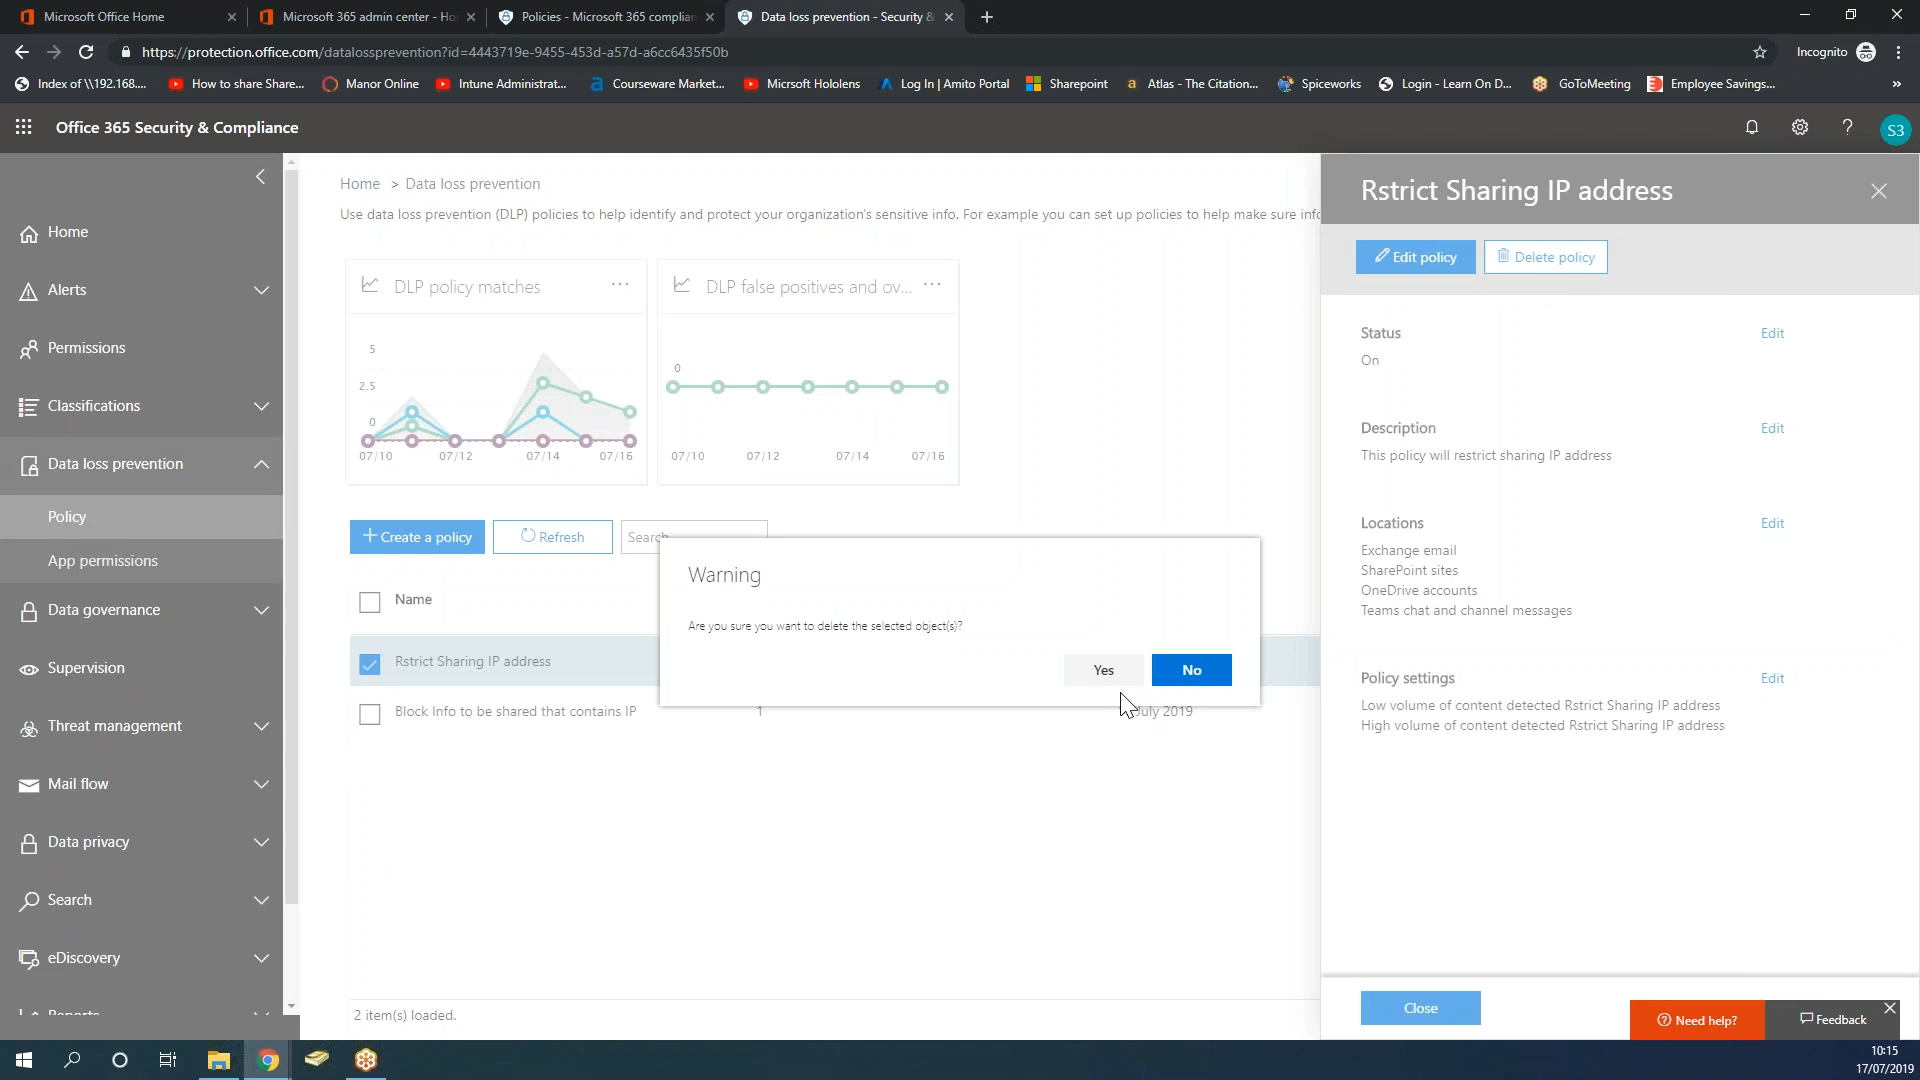 Microsoft Office Home
Microsoft 365 admin center - Ho
Policies - Microsoft 365 complian
Data loss prevention - Security &
https://protection.office.com/datalossprevention?id=4443719e-9455-453d-a57d-a6cc6435f50b
Incognito
Index of \\192.168....
How to share Share...
Manor Online
Intune Administrat...
Courseware Market...
Micrsoft Hololens
Log In | Amito Portal
Sharepoint
Atlas - The Citation...
Spiceworks
Login - Learn On D...
GoToMeeting
Employee Savings...
Office 365 Security & Compliance
S3
Home
Alerts
Permissions
Classifications
Data loss prevention
Policy
App permissions
Data governance
Supervision
Threat management
Mail flow
Data privacy
Search
eDiscovery
Reports
Home > Data loss prevention
Use data loss prevention (DLP) policies to help identify and protect your organization's sensitive info. For example you can set up policies to help make sure info
DLP policy matches
5
2.5
0
07/10 07/12 07/14 07/16
DLP false positives and ov...
0
07/10 07/12 07/14 07/16
Create a policy
Refresh
Search
Name
Rstrict Sharing IP address
Block Info to be shared that contains IP 1 July 2019
2 item(s) loaded.
Warning
Are you sure you want to delete the selected object(s)?
Yes
No
Rstrict Sharing IP address
Edit policy
Delete policy
Status Edit
On
Description Edit
This policy will restrict sharing IP address
Locations Edit
Exchange email
SharePoint sites
OneDrive accounts
Teams chat and channel messages
Policy settings Edit
Low volume of content detected Rstrict Sharing IP address
High volume of content detected Rstrict Sharing IP address
Close
Need help?
Feedback
10:15
17/07/2019